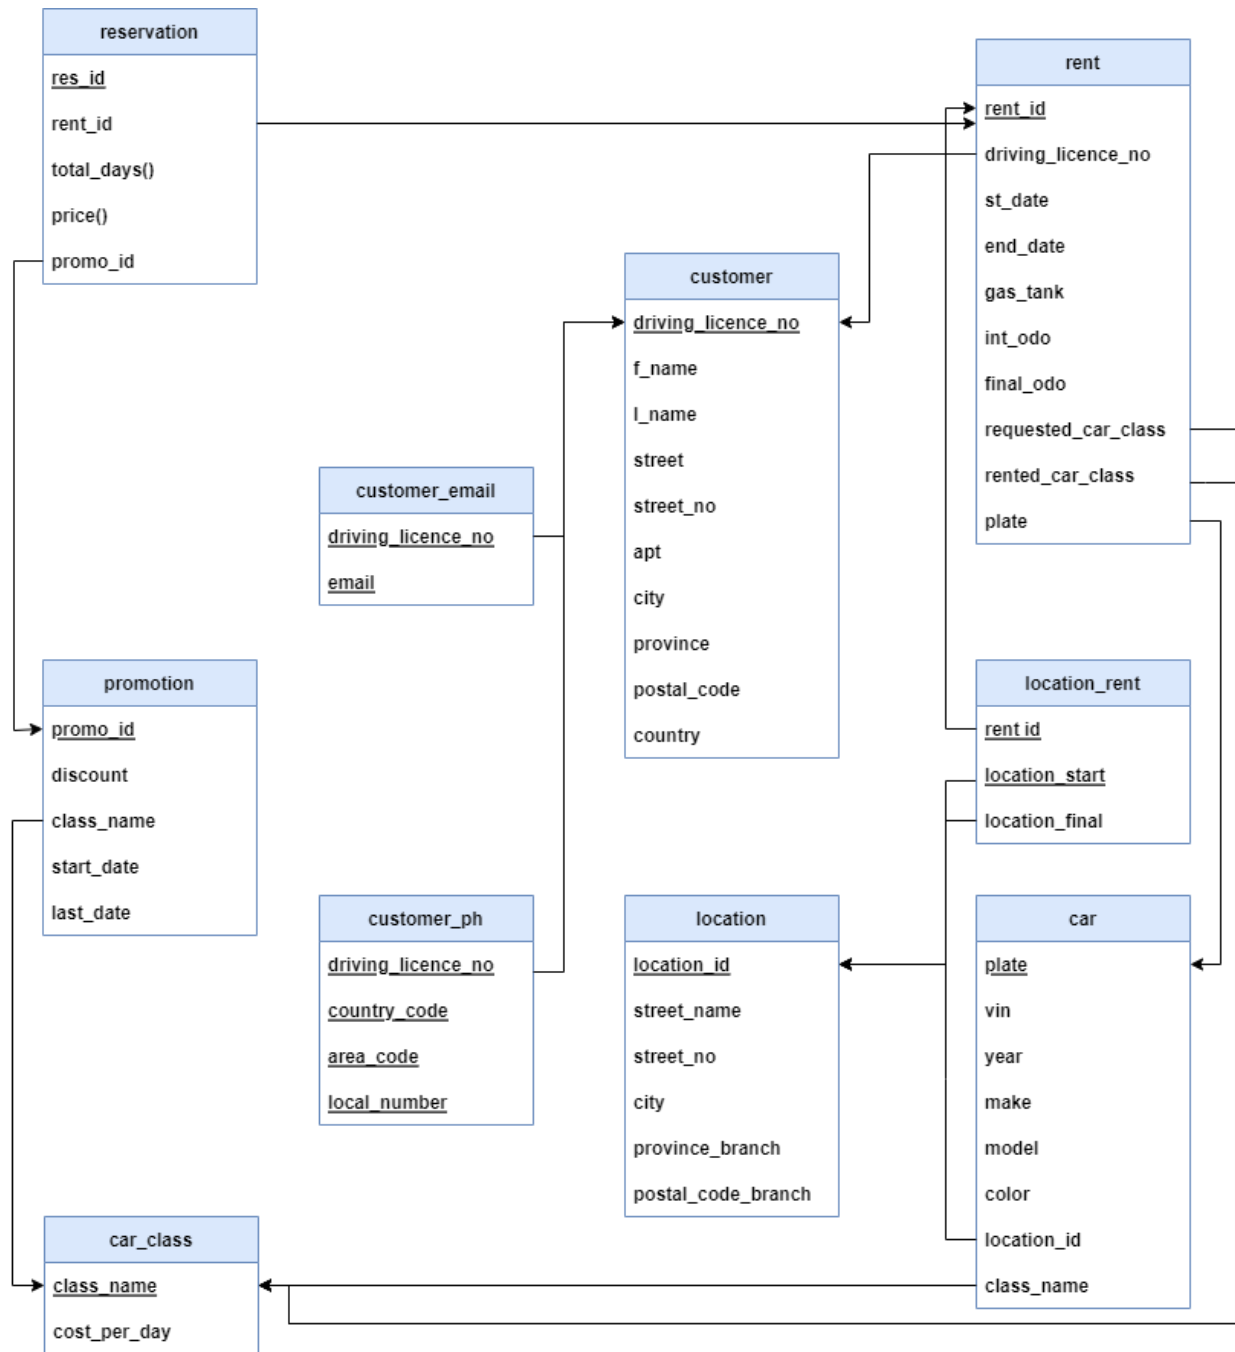 reservation
res_id
rent_id
total_days()
price()
promo_id
rent
rent_id
driving_licence_no
st_date
end_date
gas_tank
int_odo
final_odo
requested_car_class
rented_car_class
plate
customer
driving_licence_no
f_name
l_name
street
street_no
apt
city
province
postal_code
country
customer_email
driving_licence_no
email
promotion
promo_id
discount
class_name
start_date
last_date
location_rent
rent id
location_start
location_final
customer_ph
driving_licence_no
country_code
area_code
local_number
location
location_id
street_name
street_no
city
province_branch
postal_code_branch
car
plate
vin
year
make
model
color
location_id
class_name
car_class
class_name
cost_per_day